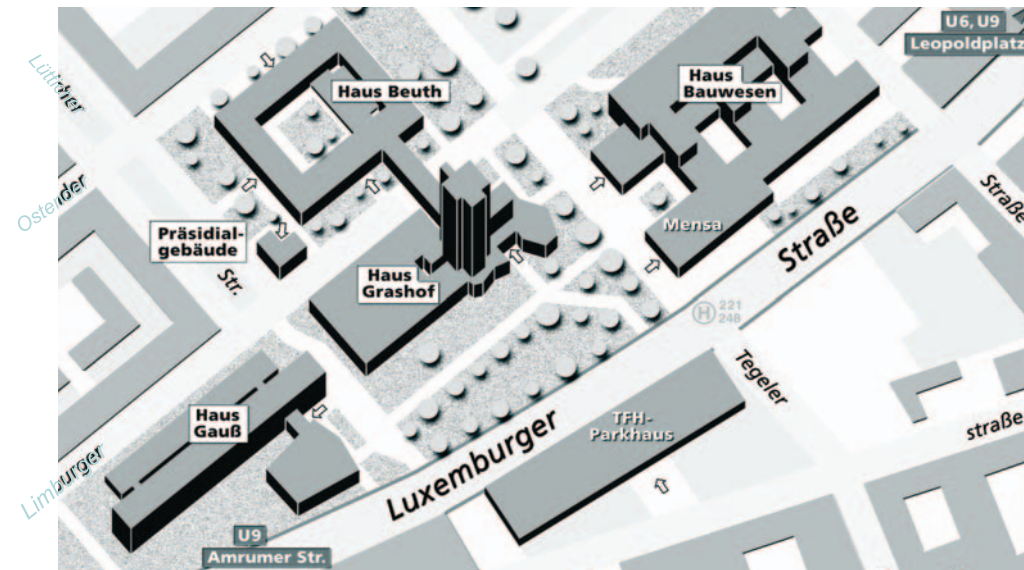 U6, U9
Leopoldplatz
Lütticher
Haus Beuth
Haus
Bauwesen
Ostender
Straße
Präsidial-
gebäude
Mensa
Straße
Str.
Haus
Grashof
H 221
248
Tegeler
Haus
Gauß
TFH-
Parkhaus
straße
Luxemburger
Limburger
U9
Amrumer Str.